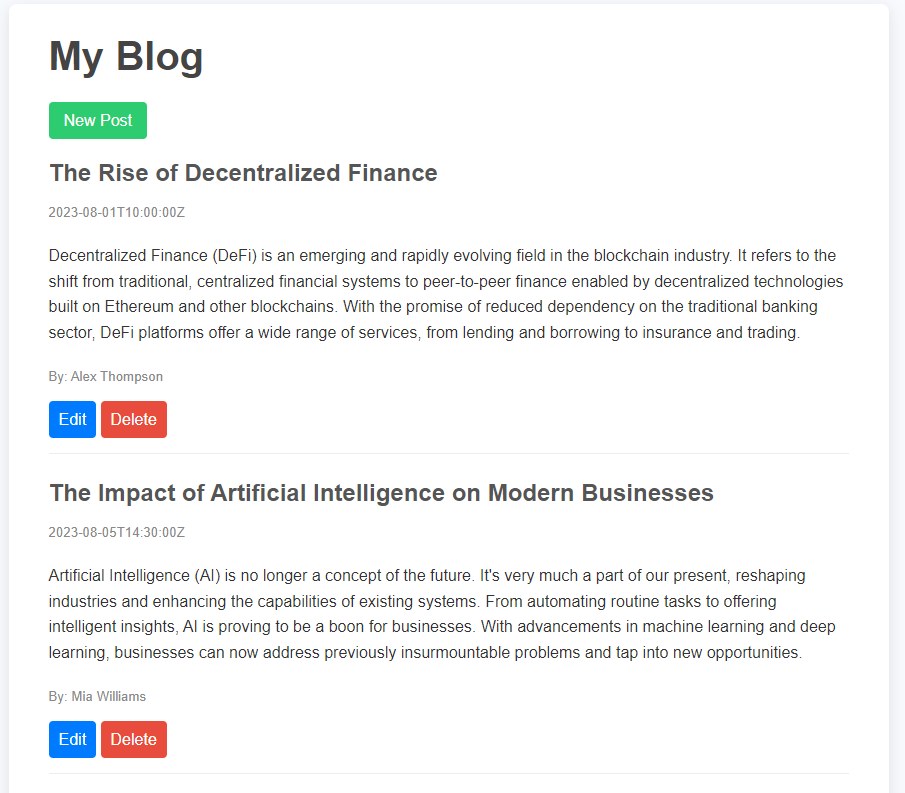 My Blog
New Post
The Rise of Decentralized Finance
2023-08-01T10:00:00Z
Decentralized Finance (DeFi) is an emerging and rapidly evolving field in the blockchain industry. It refers to the
shift from traditional, centralized financial systems to peer-to-peer finance enabled by decentralized technologies
built on Ethereum and other blockchains. With the promise of reduced dependency on the traditional banking
sector, DeFi platforms offer a wide range of services, from lending and borrowing to insurance and trading.
By: Alex Thompson
Edit Delete
The Impact of Artificial Intelligence on Modern Businesses
2023-08-05T14:30:00Z
Artificial Intelligence (AI) is no longer a concept of the future. It's very much a part of our present, reshaping
industries and enhancing the capabilities of existing systems. From automating routine tasks to offering
intelligent insights, AI is proving to be a boon for businesses. With advancements in machine learning and deep
learning, businesses can now address previously insurmountable problems and tap into new opportunities.
By: Mia Williams
Edit Delete